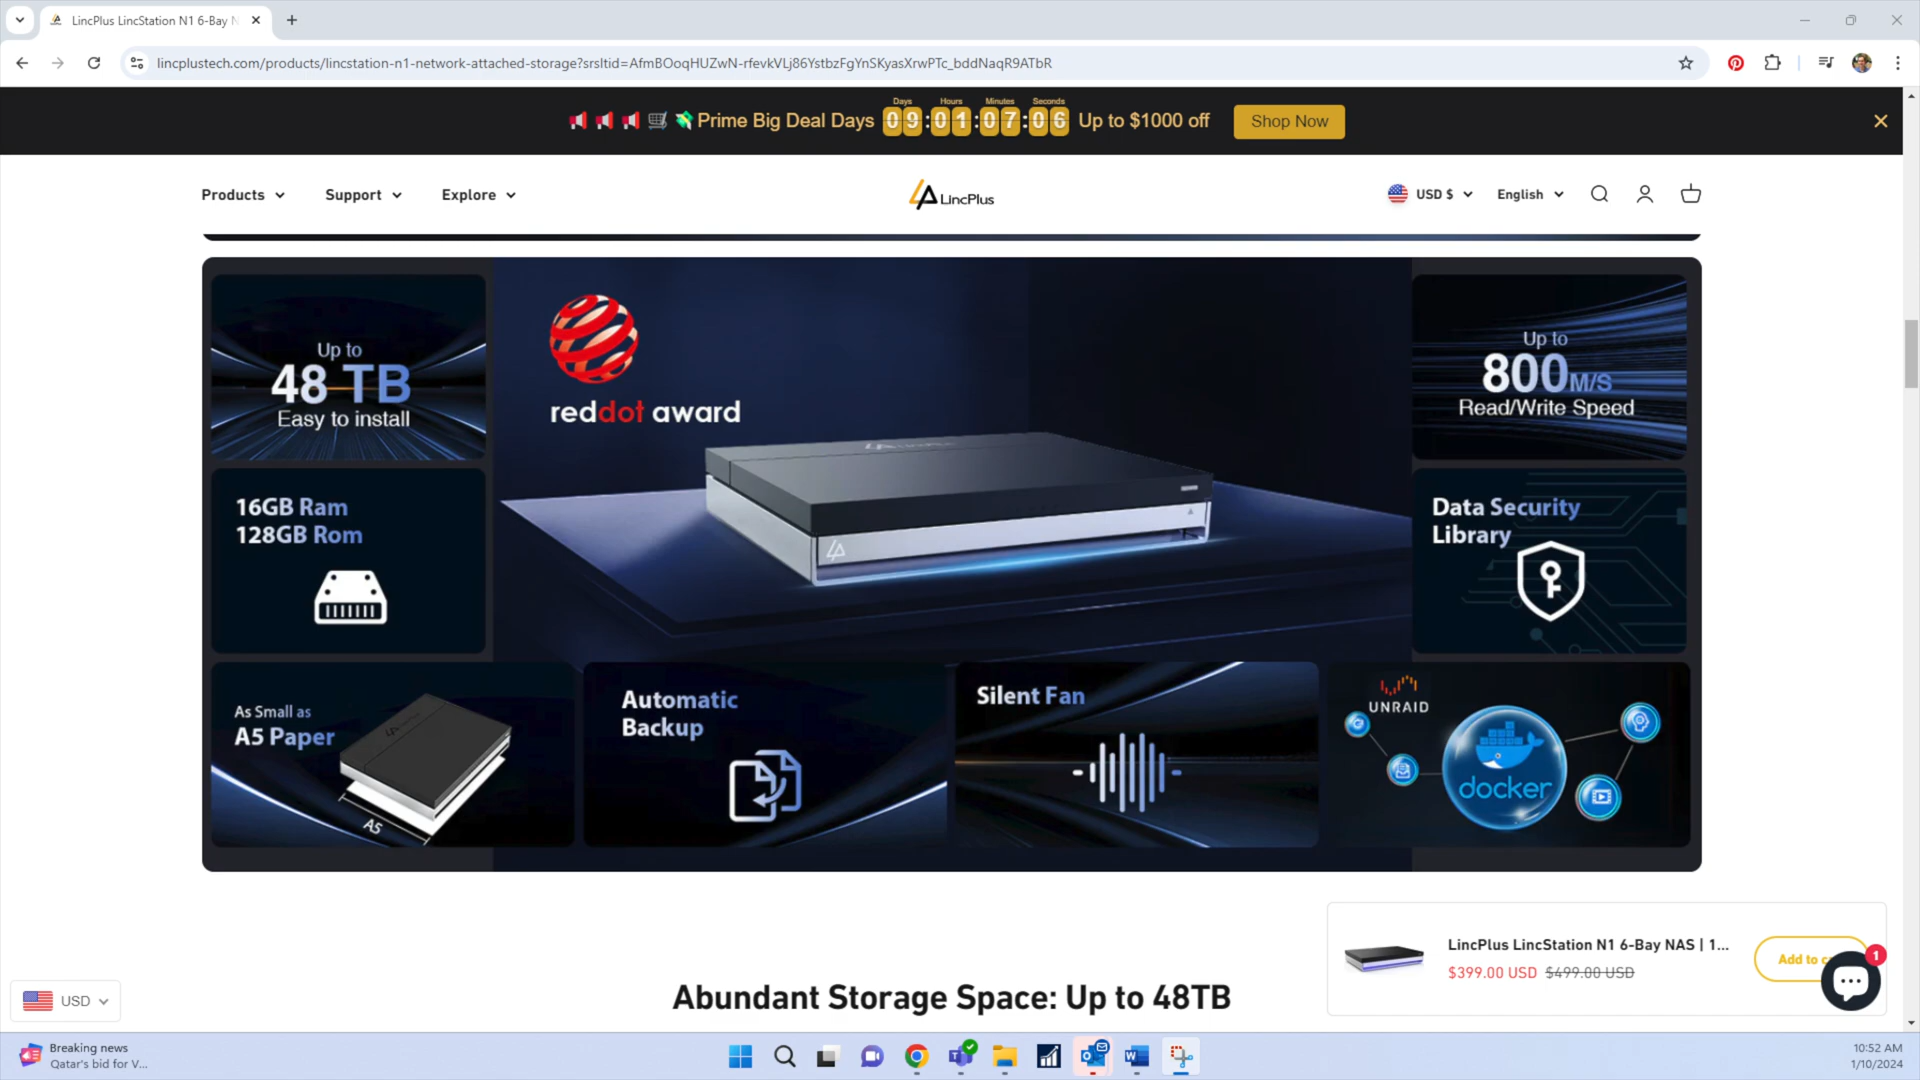 LincPlus LincStation N1 6-Bay N
lincplustech.com/products/lincstation-n1-network-attached-storage?srsltid=AfmBOoqHUZwN-rfevkVLj86YstbzFgYnSKyasXrwPTc_bddNaqR9ATbR
Days Hours Minutes Seconds
Prime Big Deal Days 09:01:07:06 Up to $1000 off
Shop Now
Products
Support
Explore
LincPlus
USD $
English
Up to
48 TB
Easy to install
reddot award
Up to
800M/S
Read/Write Speed
16GB Ram
128GB Rom
Data Security
Library
As Small as
A5 Paper
A5
Automatic
Backup
Silent Fan
UNRAID
docker
LincPlus LincStation N1 6-Bay NAS | 1...
$399.00 USD $499.00 USD
Add to c
1
USD
Abundant Storage Space: Up to 48TB
Breaking news
Qatar's bid for V...
10:52 AM
1/10/2024